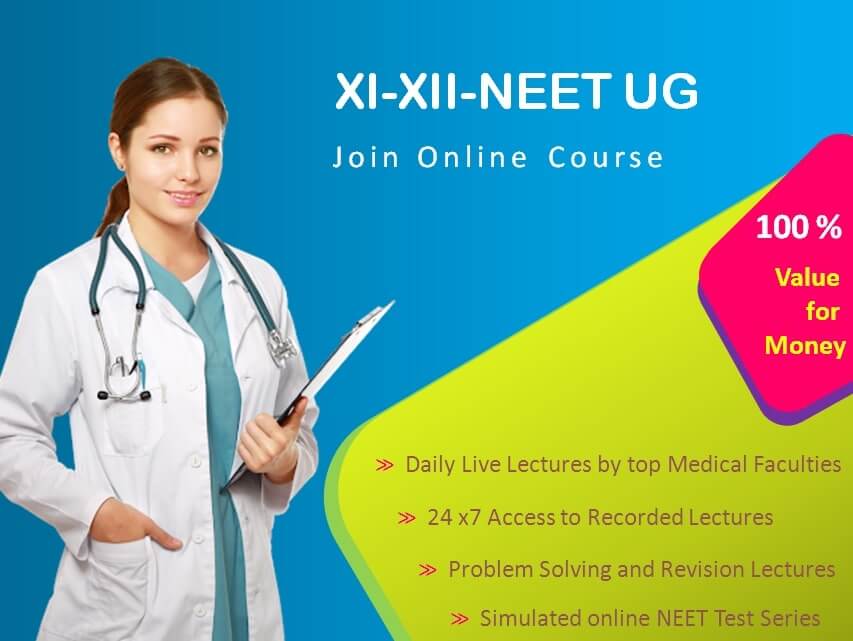 XI-XII-NEET UG
Join Online Course
100 %
Value
for
Money
≫ Daily Live Lectures by top Medical Faculties
≫ 24 x7 Access to Recorded Lectures
≫ Problem Solving and Revision Lectures
≫ Simulated online NEET Test Series